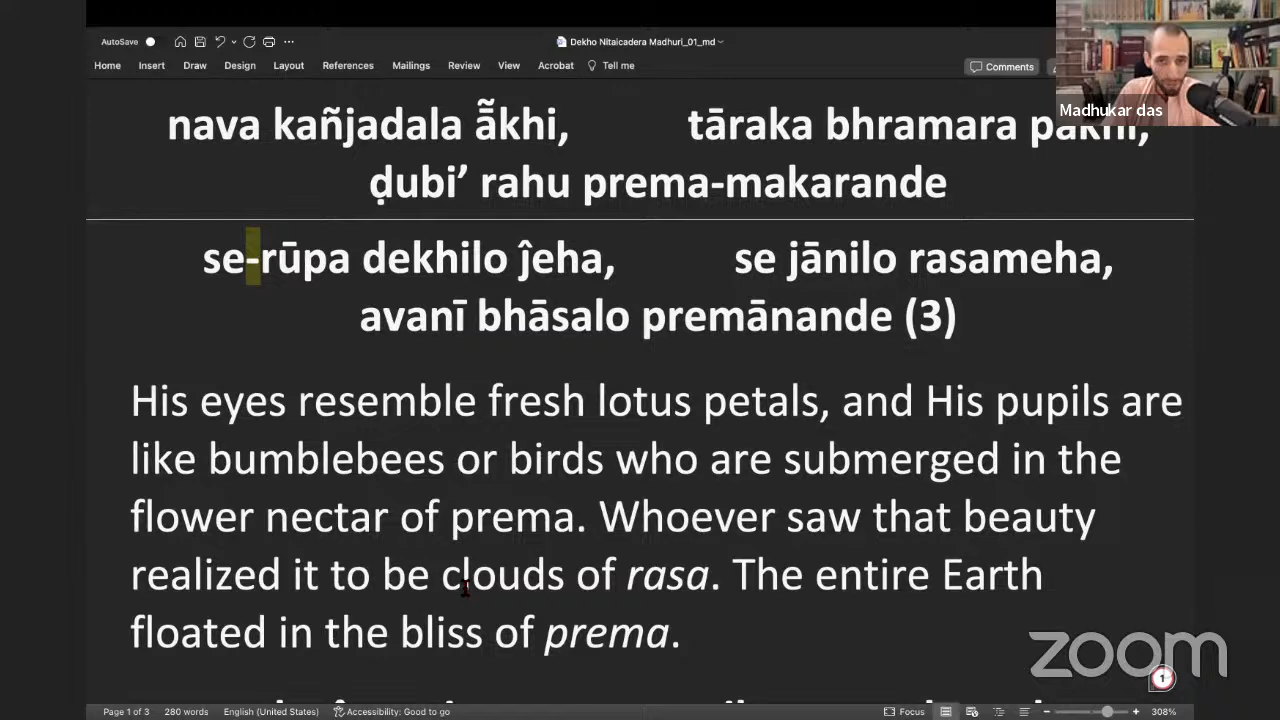 AutoSave
Dekho Nitaicadera Madhuri_01_md
Home Insert Draw Design Layout References Mailings Review View Acrobat Tell me
Comments
Madhukar das
nava kañjadala ā̃khi, tāraka bhramara pākhi,
ḍubi’ rahu prema-makarande
se-rūpa dekhilo ĵeha, se jānilo rasameha,
avanī bhāsalo premānande (3)
His eyes resemble fresh lotus petals, and His pupils are
like bumblebees or birds who are submerged in the
flower nectar of prema. Whoever saw that beauty
realized it to be clouds of rasa. The entire Earth
floated in the bliss of prema.
zoom
1
Page 1 of 3 280 words English (United States) Accessibility: Good to go Focus 308%